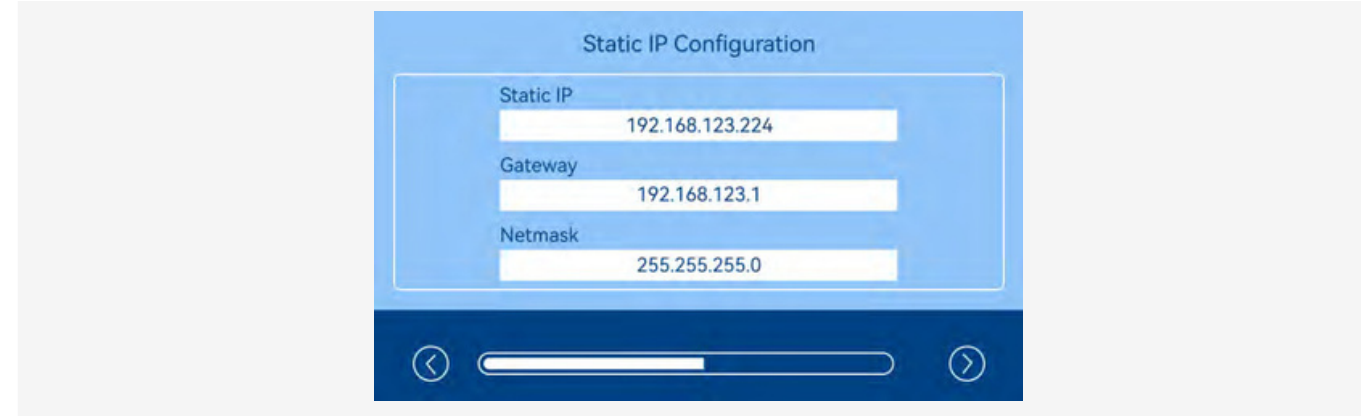 Static IP Configuration
Static IP
192.168.123.224
Gateway
192.168.123.1
Netmask
255.255.255.0